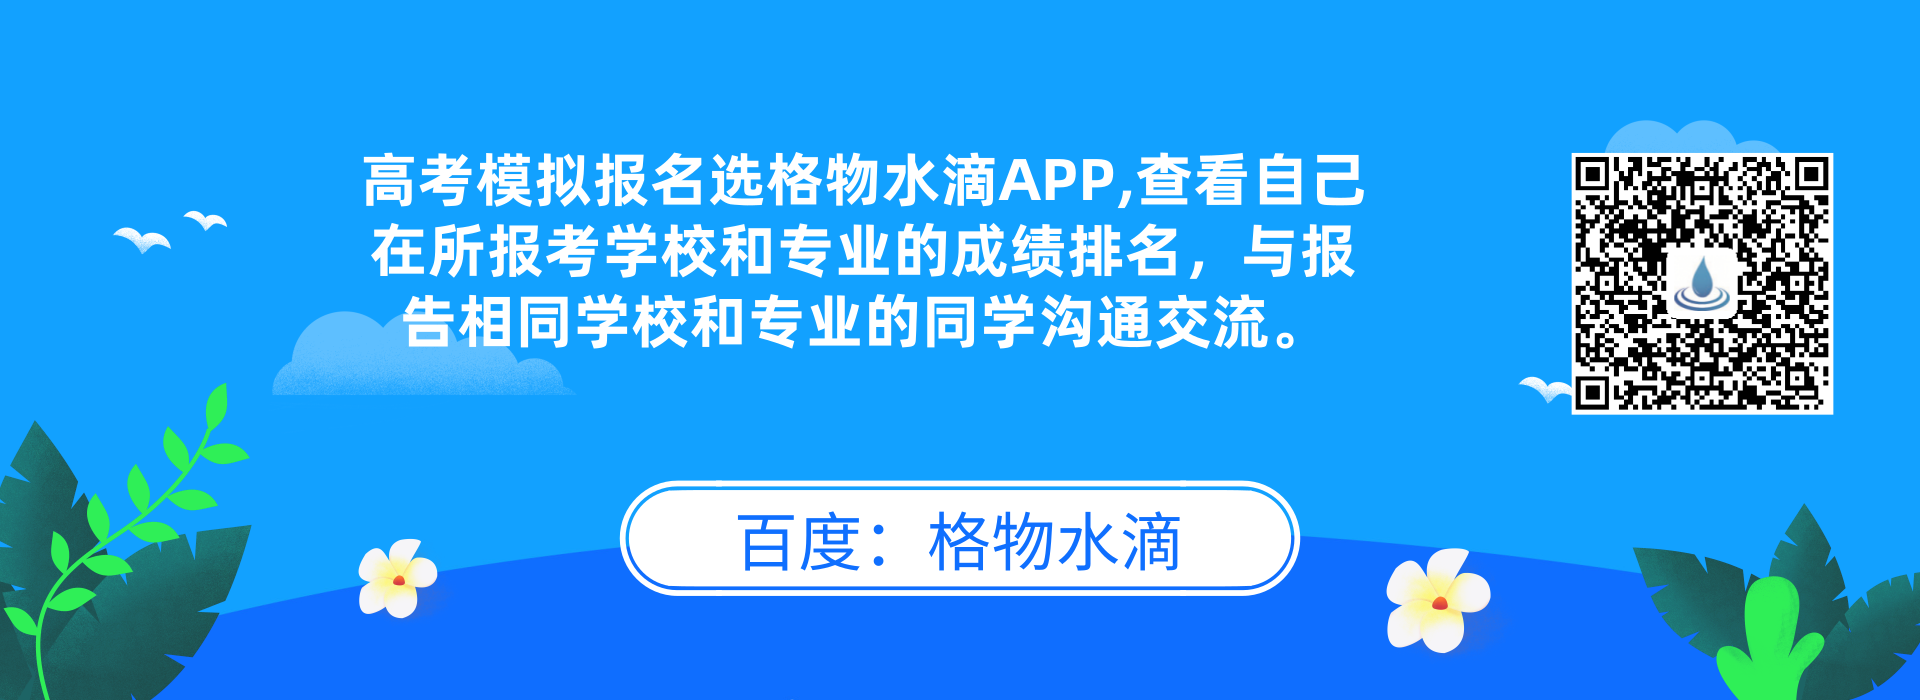 高考模拟报名选格物水滴APP,查看自己
在所报考学校和专业的成绩排名，与报
告相同学校和专业的同学沟通交流。
百度：格物水滴